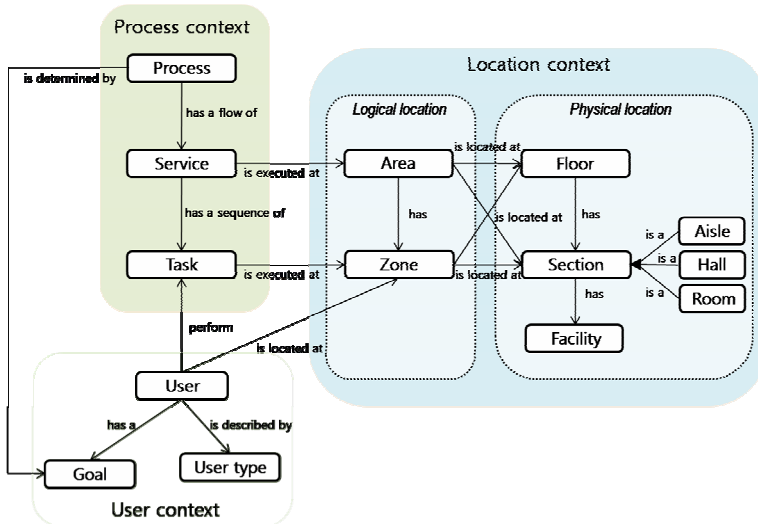 Process context
Process
is determined by
has a flow of
Service
is executed at
has a sequence of
Task
is executed at
perform
Location context
Logical location
Physical location
Area
is located at
Floor
has
is located at
has
Zone
is located at
Section
is a
Aisle
is a
Hall
is a
Room
has
Facility
is located at
User
has a
is described by
Goal
User type
User context